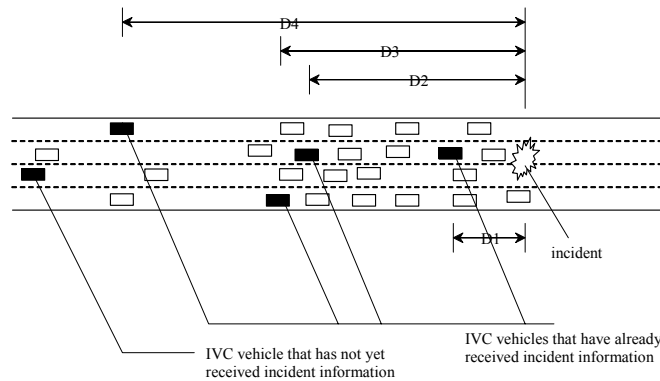 D4
D3
D2
D1
incident
IVC vehicle that has not yet
received incident information
IVC vehicles that have already
received incident information